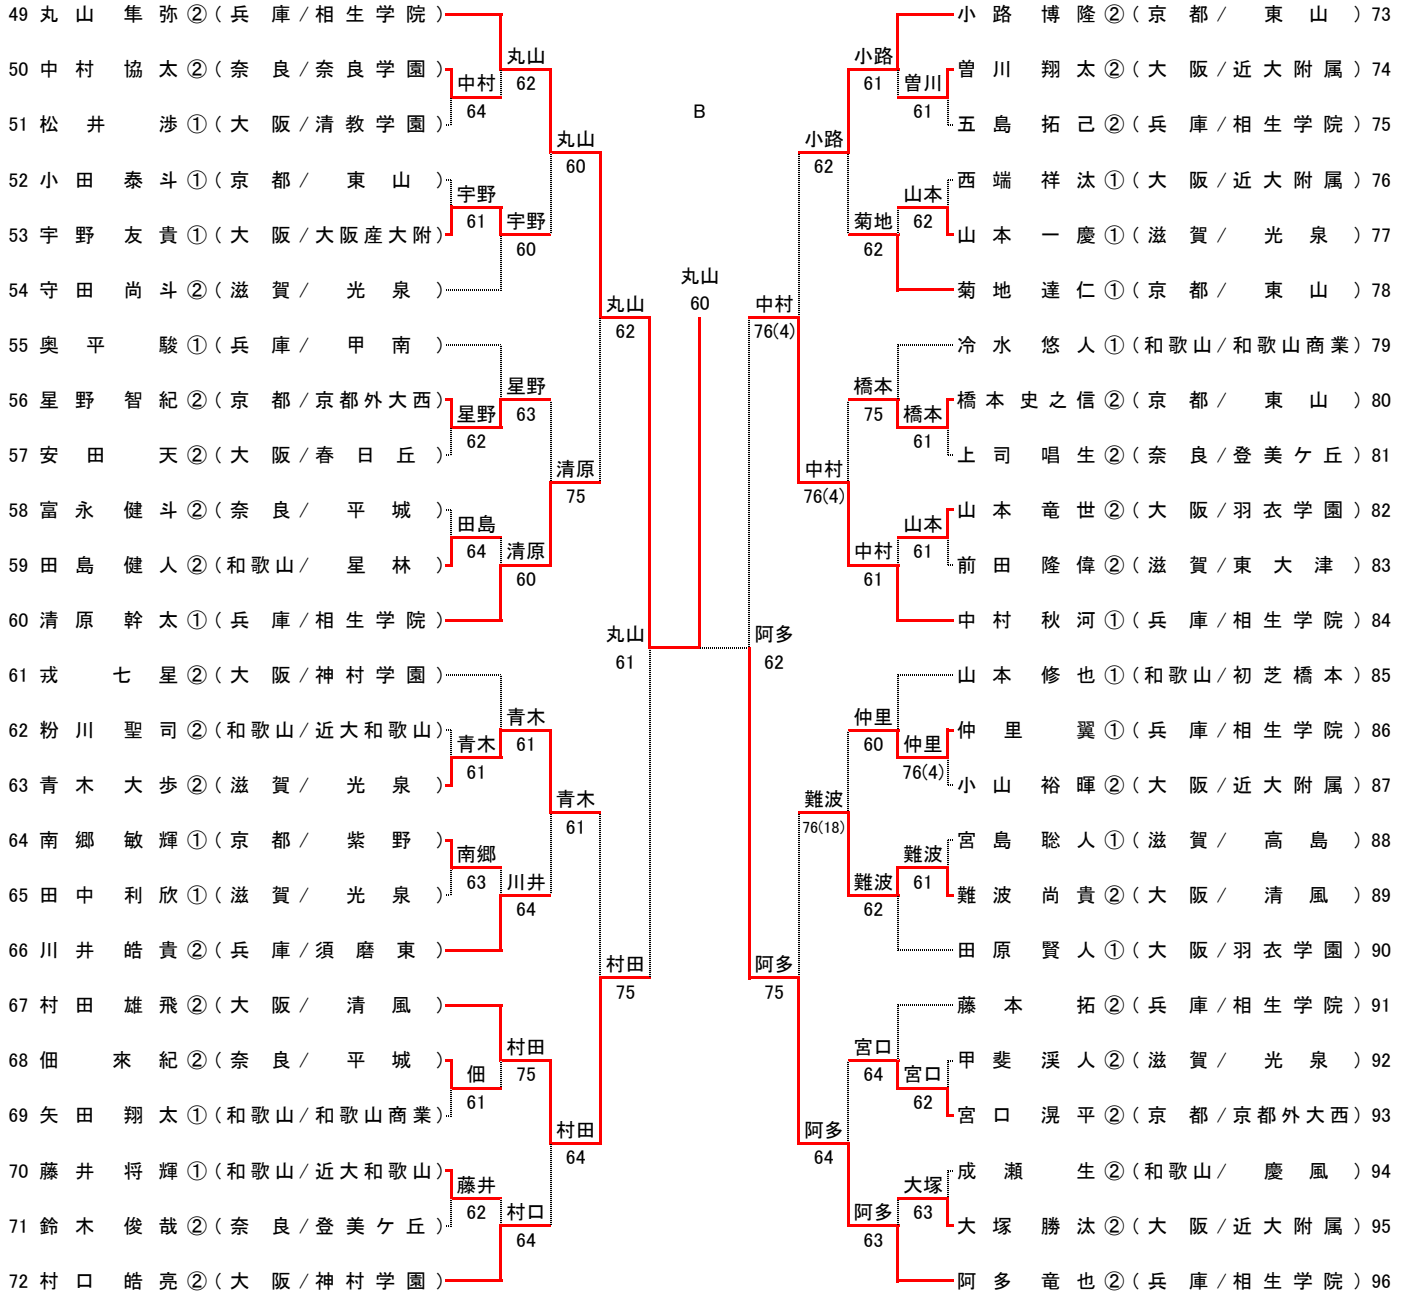 49 丸山 隼弥②(兵庫/相生学院)
50 中村 協太②(奈良/奈良学園)
51 松井 渉①(大阪/清教学園)
52 小田 泰斗①(京都/東山)
53 宇野 友貴①(大阪/大阪産大附)
54 守田 尚斗②(滋賀/光泉)
55 奥平 駿①(兵庫/甲南)
56 星野 智紀②(京都/京都外大西)
57 安田 天②(大阪/春日丘)
58 富永 健斗②(奈良/平城)
59 田島 健人②(和歌山/星林)
60 清原 幹太①(兵庫/相生学院)
61 戎 七星②(大阪/神村学園)
62 粉川 聖司②(和歌山/近大和歌山)
63 青木 大歩②(滋賀/光泉)
64 南郷 敏輝①(京都/紫野)
65 田中 利欣①(滋賀/光泉)
66 川井 皓貴②(兵庫/須磨東)
67 村田 雄飛②(大阪/清風)
68 佃 來紀②(奈良/平城)
69 矢田 翔太①(和歌山/和歌山商業)
70 藤井 将輝①(和歌山/近大和歌山)
71 鈴木 俊哉②(奈良/登美ケ丘)
72 村口 皓亮②(大阪/神村学園)
中村
64
宇野
61
星野
62
田島
64
青木
61
南郷
63
佃
61
藤井
62
丸山
62
宇野
60
星野
63
清原
60
青木
61
川井
64
村田
75
村口
64
丸山
60
清原
75
青木
61
村田
64
丸山
62
村田
75
丸山
61
B
丸山
60
阿多
62
中村
76(4)
阿多
75
小路
62
中村
76(4)
難波
76(18)
阿多
64
小路
61
菊地
62
橋本
75
中村
61
仲里
60
難波
62
宮口
64
阿多
63
曽川
61
山本
62
橋本
61
山本
61
仲里
76(4)
難波
61
宮口
62
大塚
63
小路 博隆②(京都/東山)73
曽川 翔太②(大阪/近大附属)74
五島 拓己②(兵庫/相生学院)75
西端 祥汰①(大阪/近大附属)76
山本 一慶①(滋賀/光泉)77
菊地 達仁①(京都/東山)78
冷水 悠人①(和歌山/和歌山商業)79
橋本 史之信②(京都/東山)80
上司 唱生②(奈良/登美ケ丘)81
山本 竜世②(大阪/羽衣学園)82
前田 隆偉②(滋賀/東大津)83
中村 秋河①(兵庫/相生学院)84
山本 修也①(和歌山/初芝橋本)85
仲里 翼①(兵庫/相生学院)86
小山 裕暉②(大阪/近大附属)87
宮島 聡人①(滋賀/高島)88
難波 尚貴②(大阪/清風)89
田原 賢人①(大阪/羽衣学園)90
藤本 拓②(兵庫/相生学院)91
甲斐 渓人②(滋賀/光泉)92
宮口 滉平②(京都/京都外大西)93
成瀬 生②(和歌山/慶風)94
大塚 勝汰②(大阪/近大附属)95
阿多 竜也②(兵庫/相生学院)96